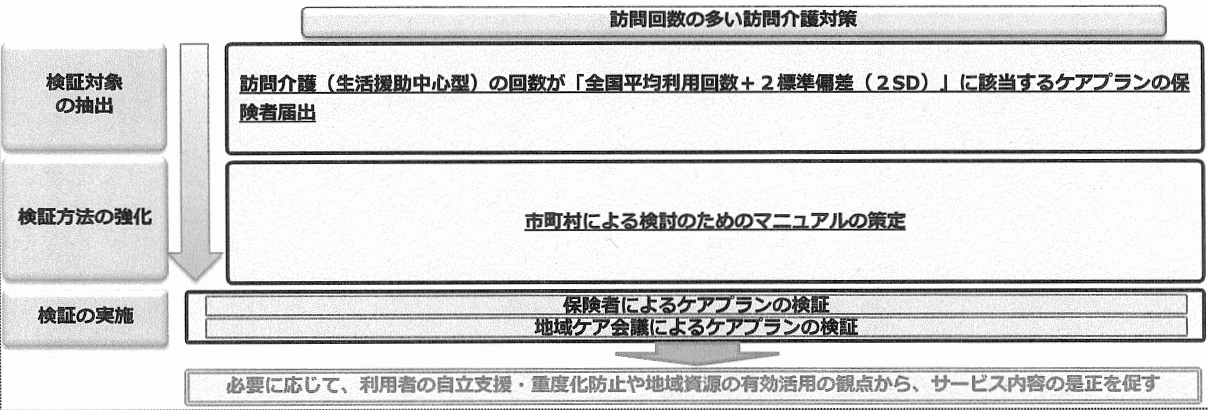 訪問回数の多い訪問介護対策
検証対象
の抽出
訪問介護（生活援助中心型）の回数が「全国平均利用回数＋２標準偏差（２SD）」に該当するケアプランの保
険者届出
検証方法の強化
市町村による検討のためのマニュアルの策定
検証の実施
保険者によるケアプランの検証
地域ケア会議によるケアプランの検証
必要に応じて、利用者の自立支援・重度化防止や地域資源の有効活用の観点から、サービス内容の是正を促す